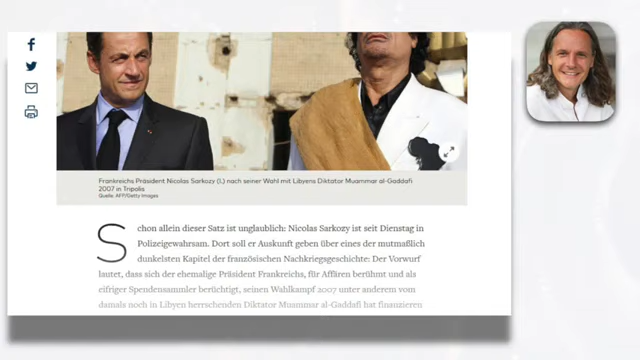 Frankreichs Präsident Nicolas Sarkozy (l.) nach seiner Wahl mit Libyens Diktator Muammar al-Gaddafi
2007 in Tripolis
Quelle: AFP/Getty Images
Schon allein dieser Satz ist unglaublich: Nicolas Sarkozy ist seit Dienstag in
Polizeigewahrsam. Dort soll er Auskunft geben über eines der mutmaßlich
dunkelsten Kapitel der französischen Nachkriegsgeschichte: Der Vorwurf
lautet, dass sich der ehemalige Präsident Frankreichs, für Affären berühmt und als
eifriger Spendensammler berüchtigt, seinen Wahlkampf 2007 unter anderem vom
damals noch in Libyen herrschenden Diktator Muammar al-Gaddafi hat finanzieren